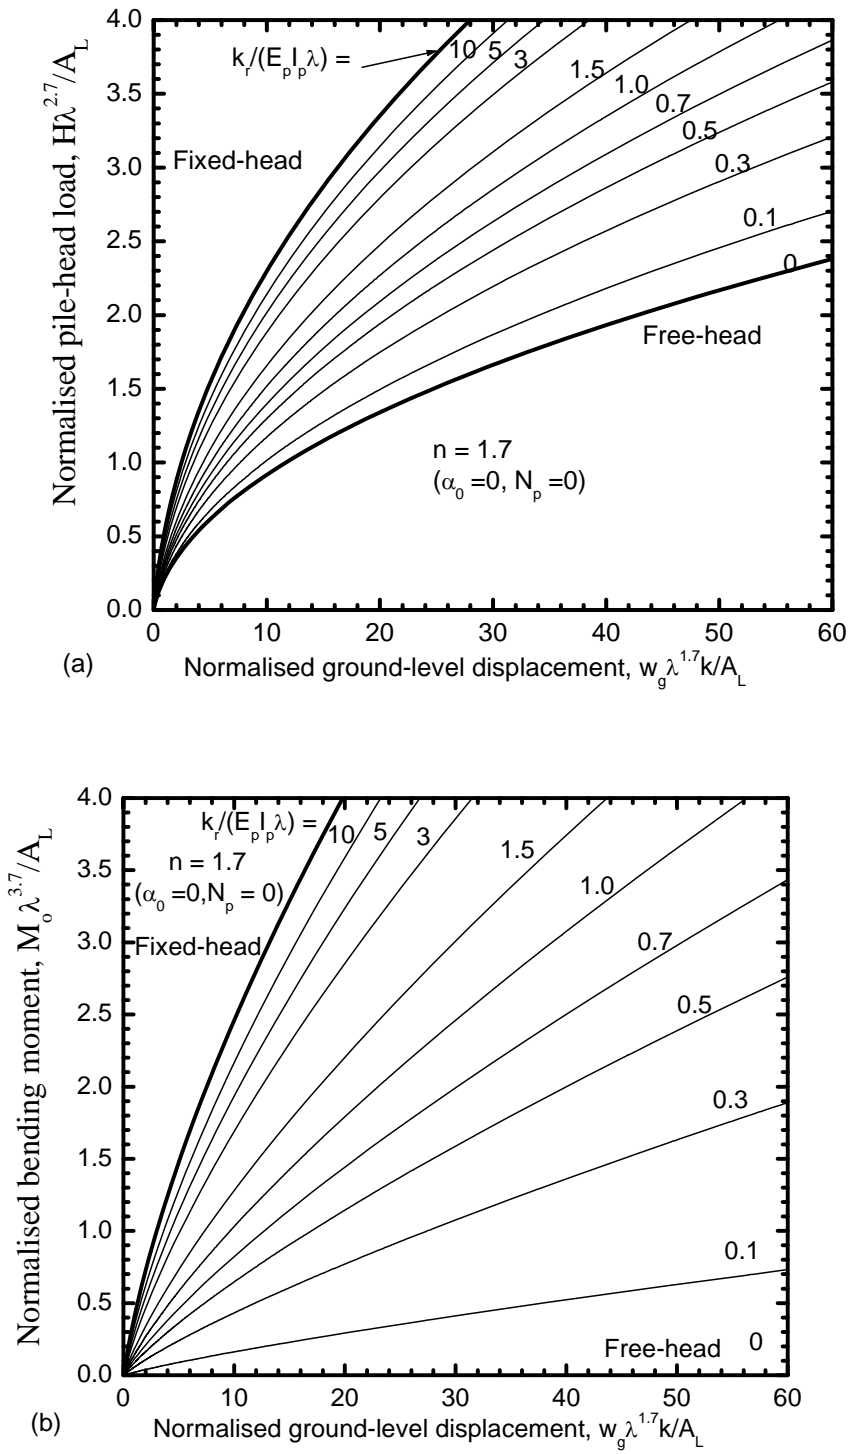 4.0
3.5
3.0
2.5
2.0
1.5
1.0
0.5
0.0
Normalised pile-head load, Hλ^2.7/A_L
k_r/(E_pI_pλ) =
10
5
3
1.5
1.0
0.7
0.5
0.3
0.1
0
Fixed-head
Free-head
n = 1.7
(α_0 =0, N_p =0)
0 10 20 30 40 50 60
(a)
Normalised ground-level displacement, w_gλ^1.7k/A_L
4.0
3.5
3.0
2.5
2.0
1.5
1.0
0.5
0.0
Normalised bending moment, M_oλ^3.7/A_L
k_r/(E_pI_pλ) =
n = 1.7
(α_0 =0,N_p = 0)
Fixed-head
10
5
3
1.5
1.0
0.7
0.5
0.3
0.1
Free-head 0
0 10 20 30 40 50 60
(b)
Normalised ground-level displacement, w_gλ^1.7k/A_L